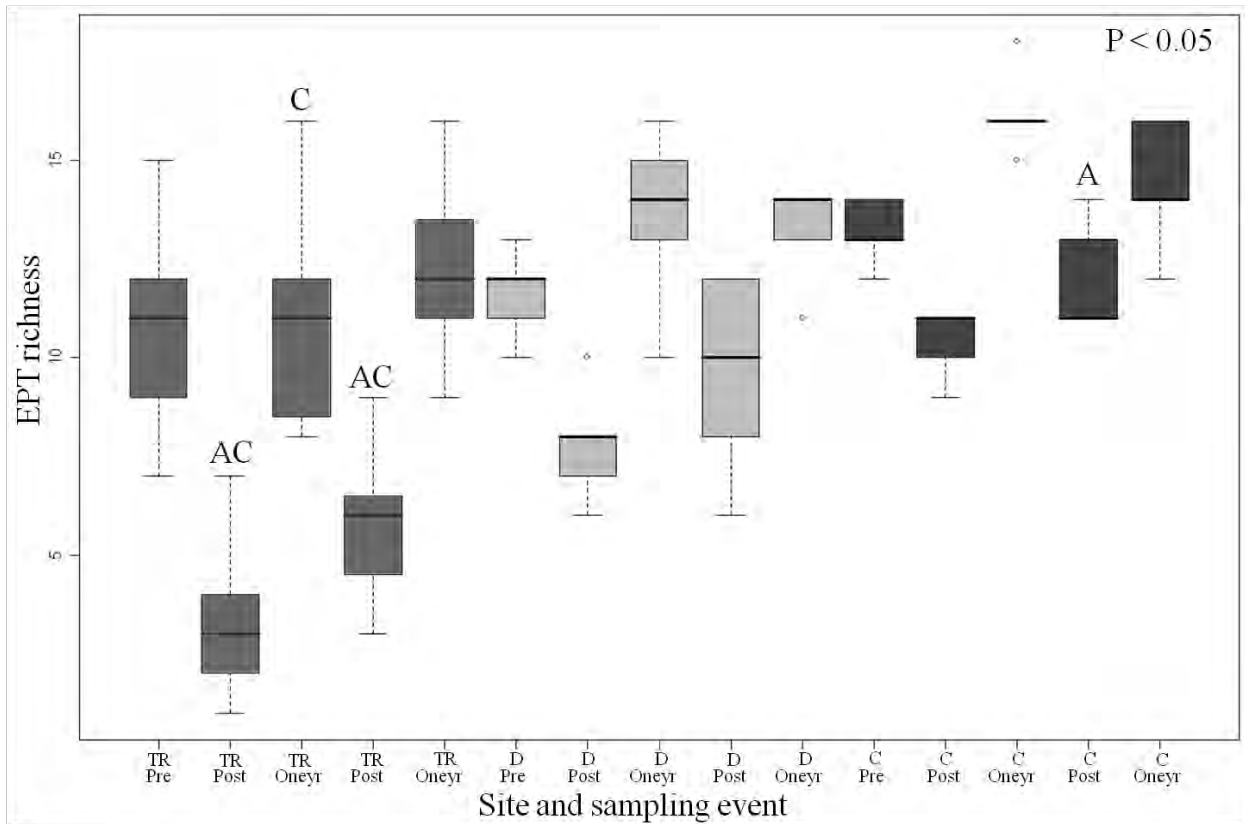 P < 0.05
C
A
AC
AC
EPT richness
15
10
5
TR TR TR TR TR D D D D D C C C C C
Pre Post Oneyr Post Oneyr Pre Post Oneyr Post Oneyr Pre Post Oneyr Post Oneyr
Site and sampling event